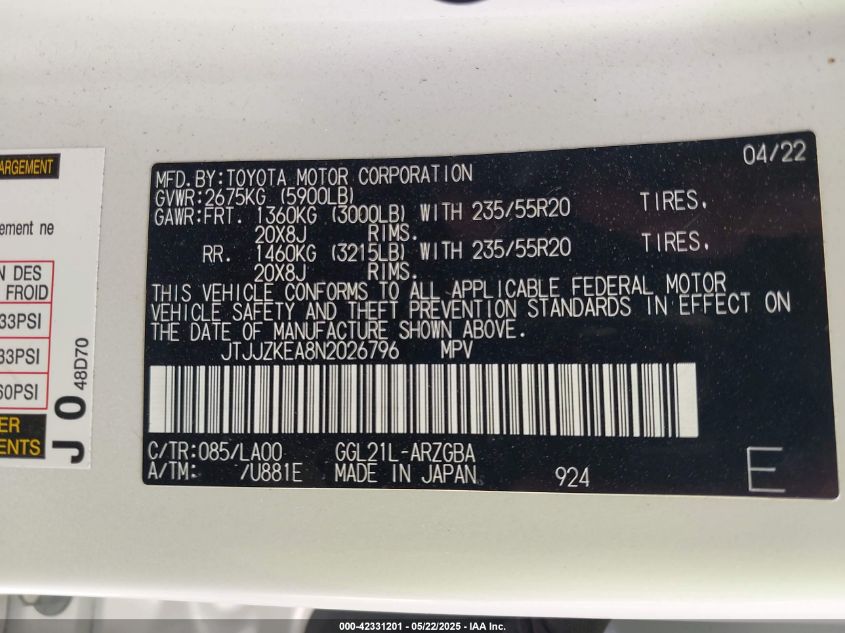 ARGEMENT
ement ne
N DES
FROID
33PSI
33PSI
60PSI
ER
ENTS
J 0 48D70
04/22
MFD.BY:TOYOTA MOTOR CORPORATION
GVWR:2675KG (5900LB)
GAWR:FRT. 1360KG (3000LB) WITH 235/55R20 TIRES,
20X8J RIMS.
RR. 1460KG (3215LB) WITH 235/55R20 TIRES,
20X8J RIMS.
THIS VEHICLE CONFORMS TO ALL APPLICABLE FEDERAL MOTOR
VEHICLE SAFETY AND THEFT PREVENTION STANDARDS IN EFFECT ON
THE DATE OF MANUFACTURE SHOWN ABOVE.
JTJJZKEA8N2026796 MPV
C/TR:085/LA00 GGL21L-ARZGBA
A/TM: /U881E MADE IN JAPAN 924 E
000-42331201 - 05/22/2025 - IAA Inc.